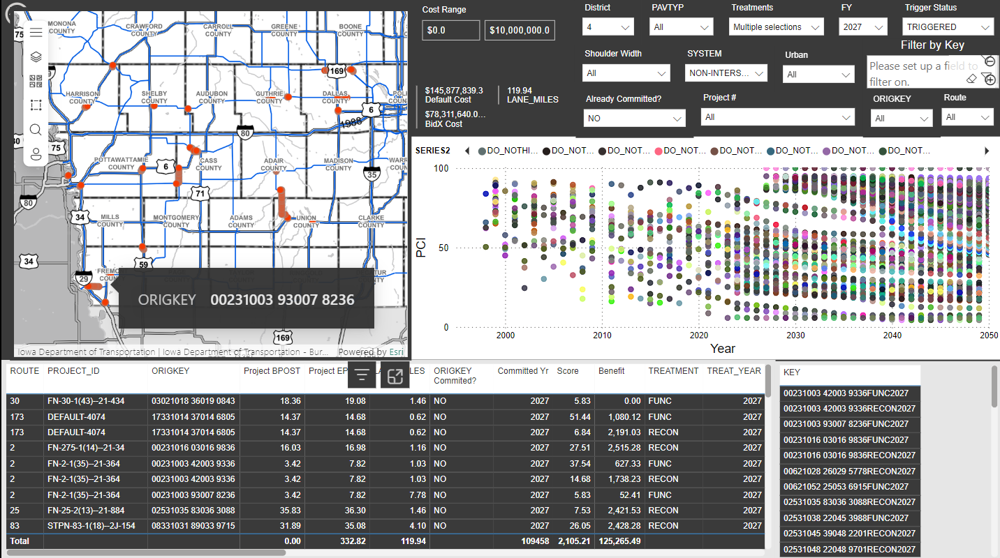 Cost Range
$0.0
$10,000,000.0
District
4
PAVTYP
All
Treatments
Multiple selections
FY
2027
Trigger Status
TRIGGERED
Filter by Key
Please set up a field to
filter on.
Shoulder Width
All
SYSTEM
NON-INTERS...
Urban
All
$145,877,839.3
Default Cost
119.94
LANE_MILES
$78,311,640.0...
BidX Cost
Already Committed?
NO
Project #
All
ORIGKEY
All
Route
All
MONONA
COUNTY
CRAWFORD
COUNTY
CARROLL
COUNTY
GREENE
COUNTY
BOONE
COUNTY
75
169
HARRISON
COUNTY
SHELBY
COUNTY
AUDUBON
COUNTY
GUTHRIE
COUNTY
DALLAS
COUNTY
6
1988
80
75
POTTAWATTAMIE
COUNTY
6
CASS
COUNTY
ADAIR
COUNTY
MADISON
COUNTY
35
71
80
34
MILLS
COUNTY
MONTGOMERY
COUNTY
ADAMS
COUNTY
UNION
COUNTY
CLARKE
COUNTY
34
59
29
169
ORIGKEY 00231003 93007 8236
Iowa Department of Transportation | Iowa Department of Transportation - Bur... Powered by Esri
SERIES2
DO_NOTHI... DO_NOT... DO_NOT... DO_NOT... DO_NOT... DO_NOT... DO_NOT... DO_NOT...
100
50
0
PCI
2000 2010 2020 2030 2040 2050
Year
ROUTE PROJECT_ID ORIGKEY Project BPOST Project EP LES ORIGKEY Commited? Committed Yr Score Benefit TREATMENT TREAT_YEAR
30 FN-30-1(43)--21-434 03021018 36019 0843 18.36 19.08 1.46 NO 2027 5.83 0.00 FUNC 2027
173 DEFAULT-4074 17331014 37014 6805 14.37 14.68 0.62 NO 2027 51.44 1,080.12 FUNC 2027
173 DEFAULT-4074 17331014 37014 6805 14.37 14.68 0.62 NO 2027 6.84 2,191.03 RECON 2027
2 FN-275-1(14)--21-34 00231016 03016 9836 16.03 16.98 1.16 NO 2027 27.51 2,515.28 RECON 2027
2 FN-2-1(35)--21-364 00231003 42003 9336 3.42 7.82 1.03 NO 2027 37.54 627.33 FUNC 2027
2 FN-2-1(35)--21-364 00231003 42003 9336 3.42 7.82 1.03 NO 2027 14.68 1,738.23 RECON 2027
2 FN-2-1(35)--21-364 00231003 93007 8236 3.42 7.82 7.78 NO 2027 5.83 52.41 FUNC 2027
25 FN-25-2(13)--21-884 02531035 83036 3088 35.83 36.30 1.46 NO 2027 7.53 2,421.53 RECON 2027
83 STPN-83-1(18)--2J-154 08331031 89033 9715 31.89 35.08 4.10 NO 2027 26.05 2,428.28 RECON 2027
Total 0.00 332.82 119.94 109458 2,105.21 125,265.49
KEY
00231003 42003 9336FUNC2027
00231003 42003 9336RECON2027
00231003 93007 8236FUNC2027
00231016 03016 9836FUNC2027
00231016 03016 9836RECON2027
00621028 26029 5778RECON2027
00621052 25053 6915FUNC2027
02531035 83036 3088RECON2027
02531038 22045 3988FUNC2027
02531045 39048 2201RECON2027
02531048 22048 9701RECON2027